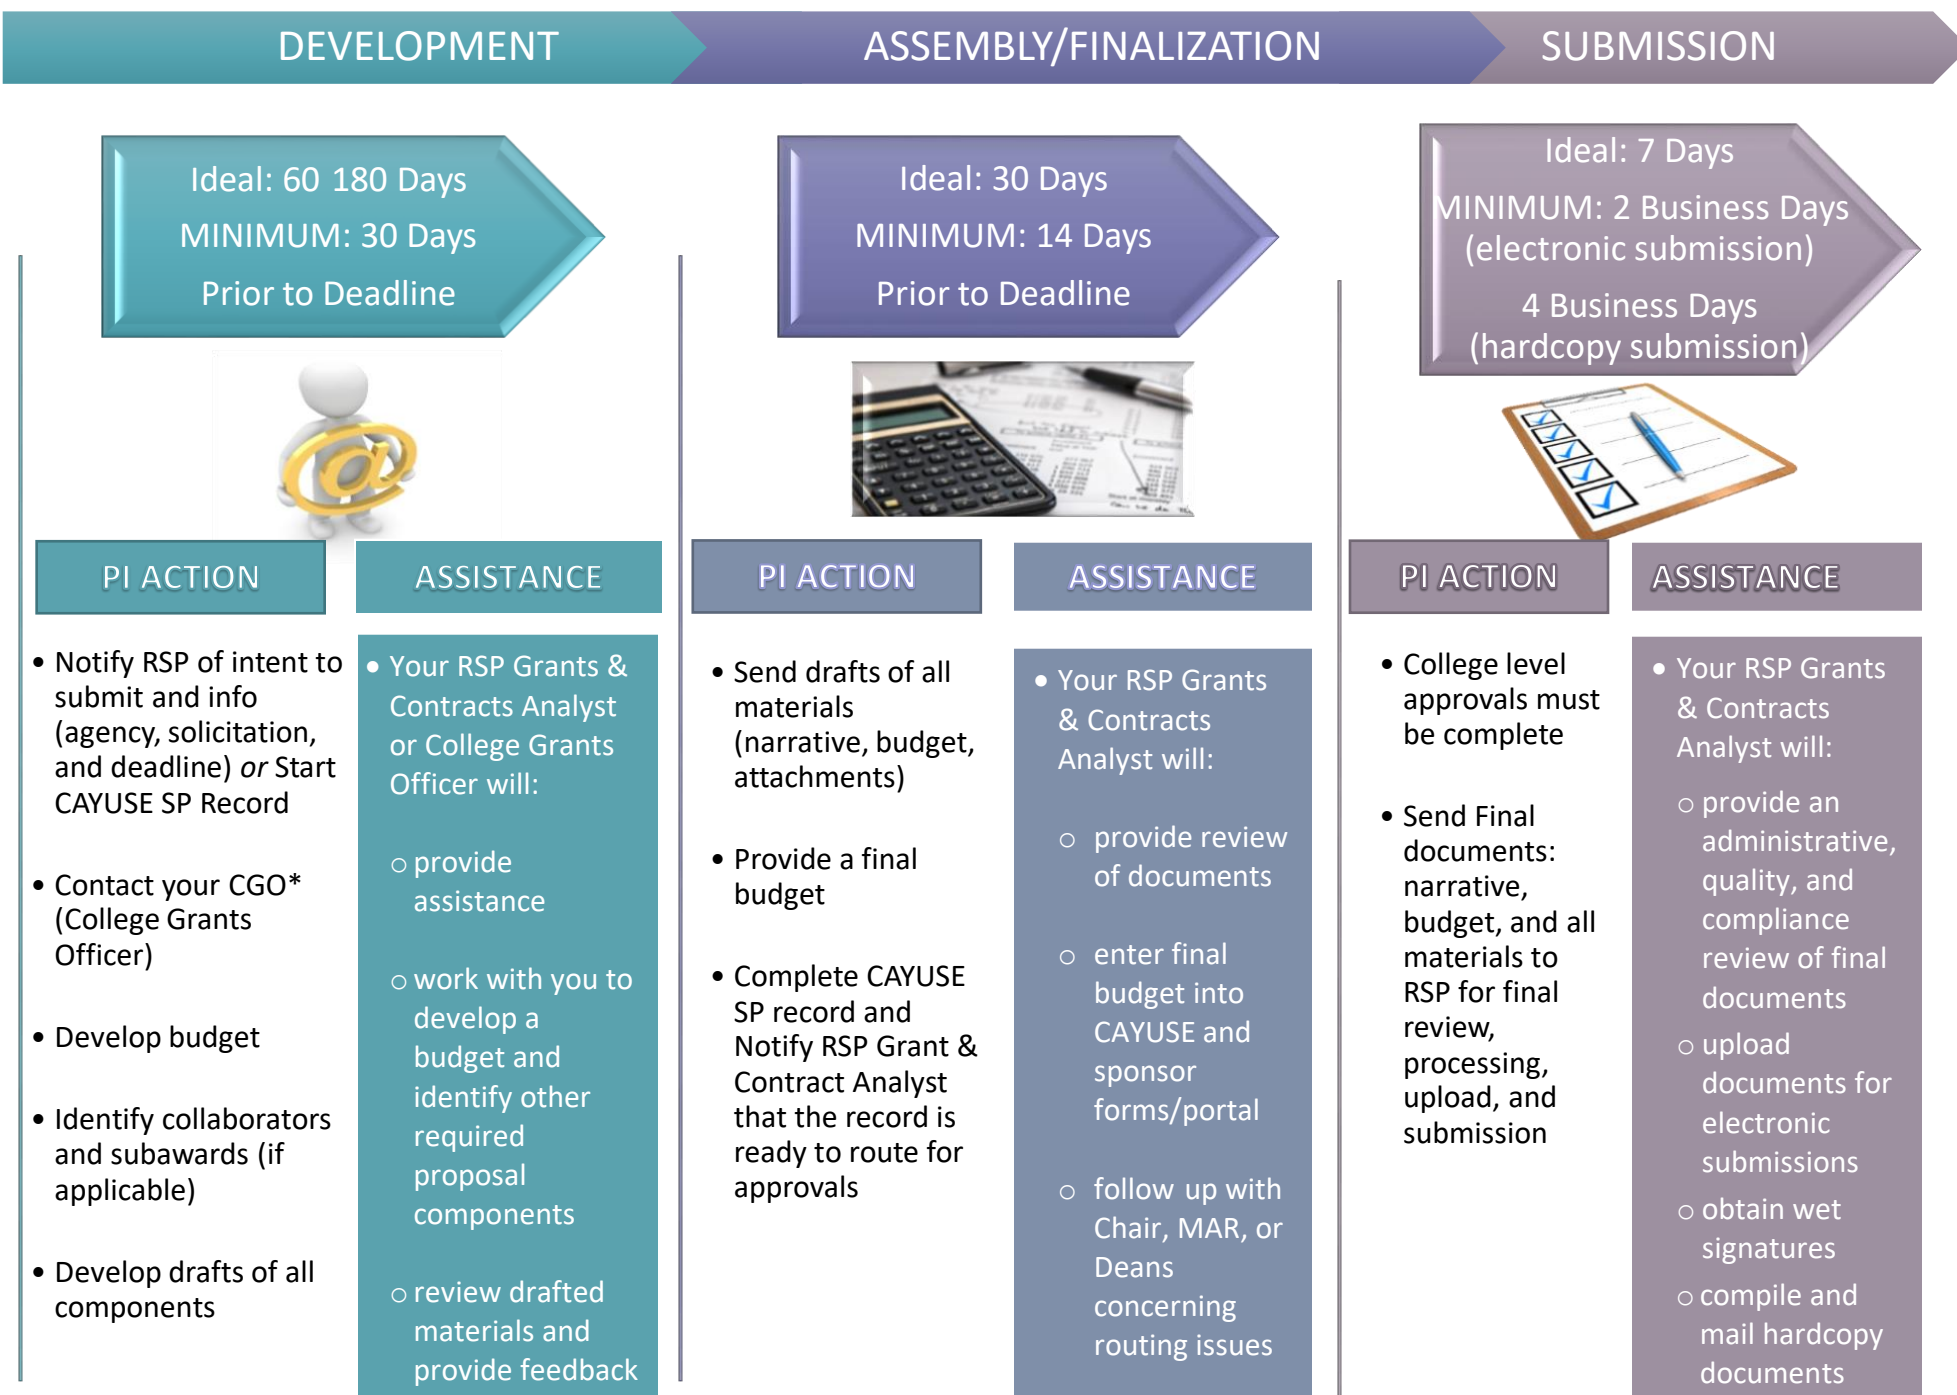 DEVELOPMENT
ASSEMBLY/FINALIZATION
SUBMISSION
Ideal: 60 180 Days
MINIMUM: 30 Days
Prior to Deadline
Ideal: 30 Days
MINIMUM: 14 Days
Prior to Deadline
Ideal: 7 Days
MINIMUM: 2 Business Days
(electronic submission)
4 Business Days
(hardcopy submission)
PI ACTION
• Notify RSP of intent to
submit and info
(agency, solicitation,
and deadline) or Start
CAYUSE SP Record
• Contact your CGO*
(College Grants
Officer)
• Develop budget
• Identify collaborators
and subawards (if
applicable)
• Develop drafts of all
components
ASSISTANCE
• Your RSP Grants &
Contracts Analyst
or College Grants
Officer will:
o provide
assistance
o work with you to
develop a
budget and
identify other
required
proposal
components
o review drafted
materials and
provide feedback
PI ACTION
• Send drafts of all
materials
(narrative, budget,
attachments)
• Provide a final
budget
• Complete CAYUSE
SP record and
Notify RSP Grant &
Contract Analyst
that the record is
ready to route for
approvals
ASSISTANCE
• Your RSP Grants
& Contracts
Analyst will:
o provide review
of documents
o enter final
budget into
CAYUSE and
sponsor
forms/portal
o follow up with
Chair, MAR, or
Deans
concerning
routing issues
PI ACTION
• College level
approvals must
be complete
• Send Final
documents:
narrative,
budget, and all
materials to
RSP for final
review,
processing,
upload, and
submission
ASSISTANCE
• Your RSP Grants
& Contracts
Analyst will:
o provide an
administrative,
quality, and
compliance
review of final
documents
o upload
documents for
electronic
submissions
o obtain wet
signatures
o compile and
mail hardcopy
documents